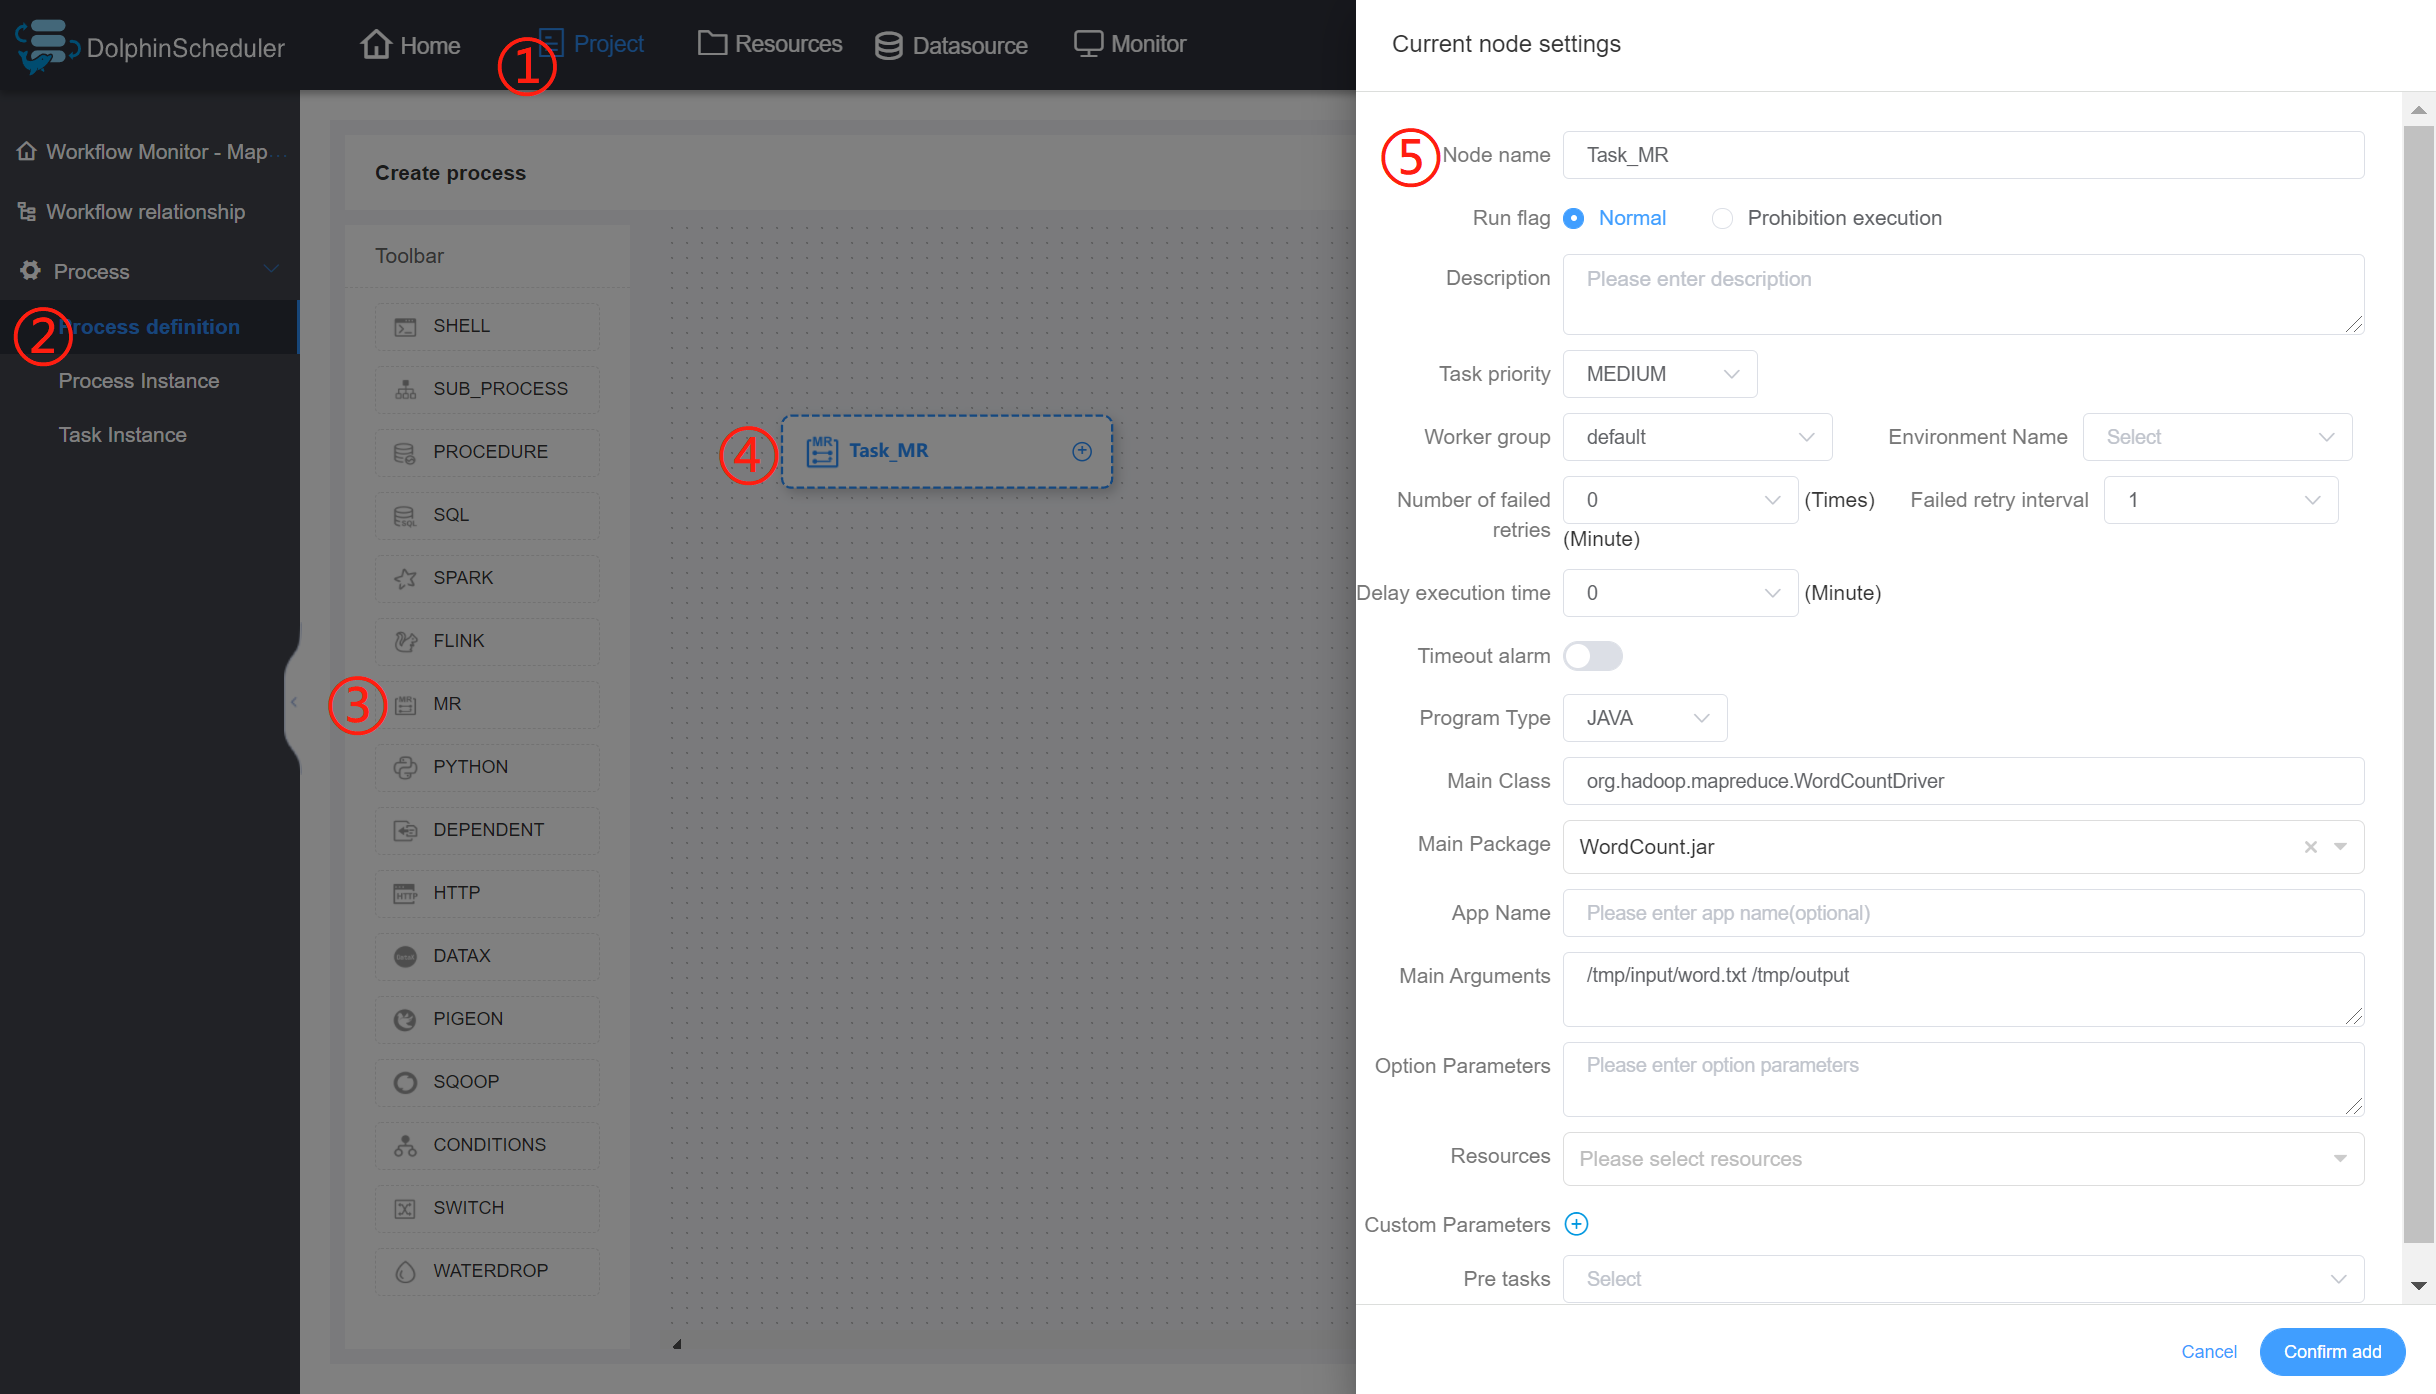 DolphinScheduler
Home
Project
Resources
Datasource
Monitor
①
Workflow Monitor - Map...
Workflow relationship
Process
②
Process definition
Process Instance
Task Instance
Create process
Toolbar
SHELL
SUB_PROCESS
PROCEDURE
SQL
SPARK
FLINK
③
MR
PYTHON
DEPENDENT
HTTP
DATAX
PIGEON
SQOOP
CONDITIONS
SWITCH
WATERDROP
④
MR
Task_MR
Current node settings
⑤
Node name Task_MR
Run flag Normal Prohibition execution
Description Please enter description
Task priority MEDIUM
Worker group default Environment Name Select
Number of failed retries 0 (Times) Failed retry interval 1
(Minute)
Delay execution time 0 (Minute)
Timeout alarm
Program Type JAVA
Main Class org.hadoop.mapreduce.WordCountDriver
Main Package WordCount.jar
App Name Please enter app name(optional)
Main Arguments /tmp/input/word.txt /tmp/output
Option Parameters Please enter option parameters
Resources Please select resources
Custom Parameters
Pre tasks Select
Cancel Confirm add